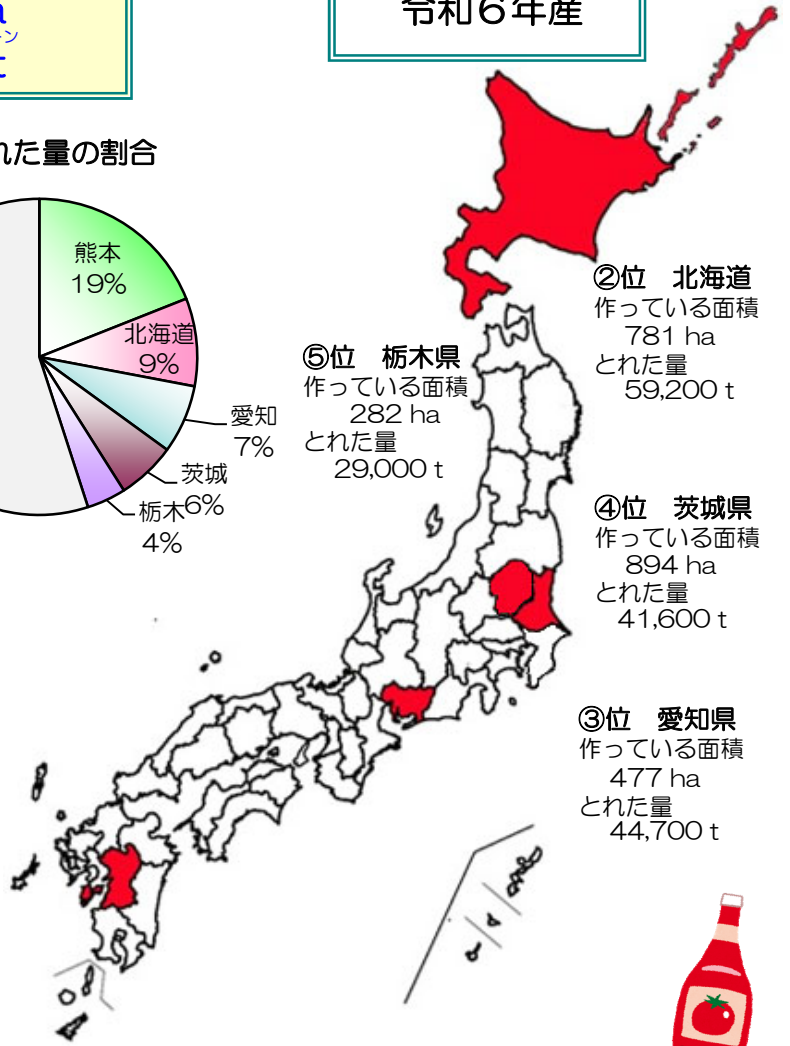 令和6年産
れた量の割合
熊本
19%
北海道
9%
愛知
7%
茨城
6%
栃木
4%
②位 北海道
作っている面積
781 ha
とれた量
59,200 t
⑤位 栃木県
作っている面積
282 ha
とれた量
29,000 t
④位 茨城県
作っている面積
894 ha
とれた量
41,600 t
③位 愛知県
作っている面積
477 ha
とれた量
44,700 t